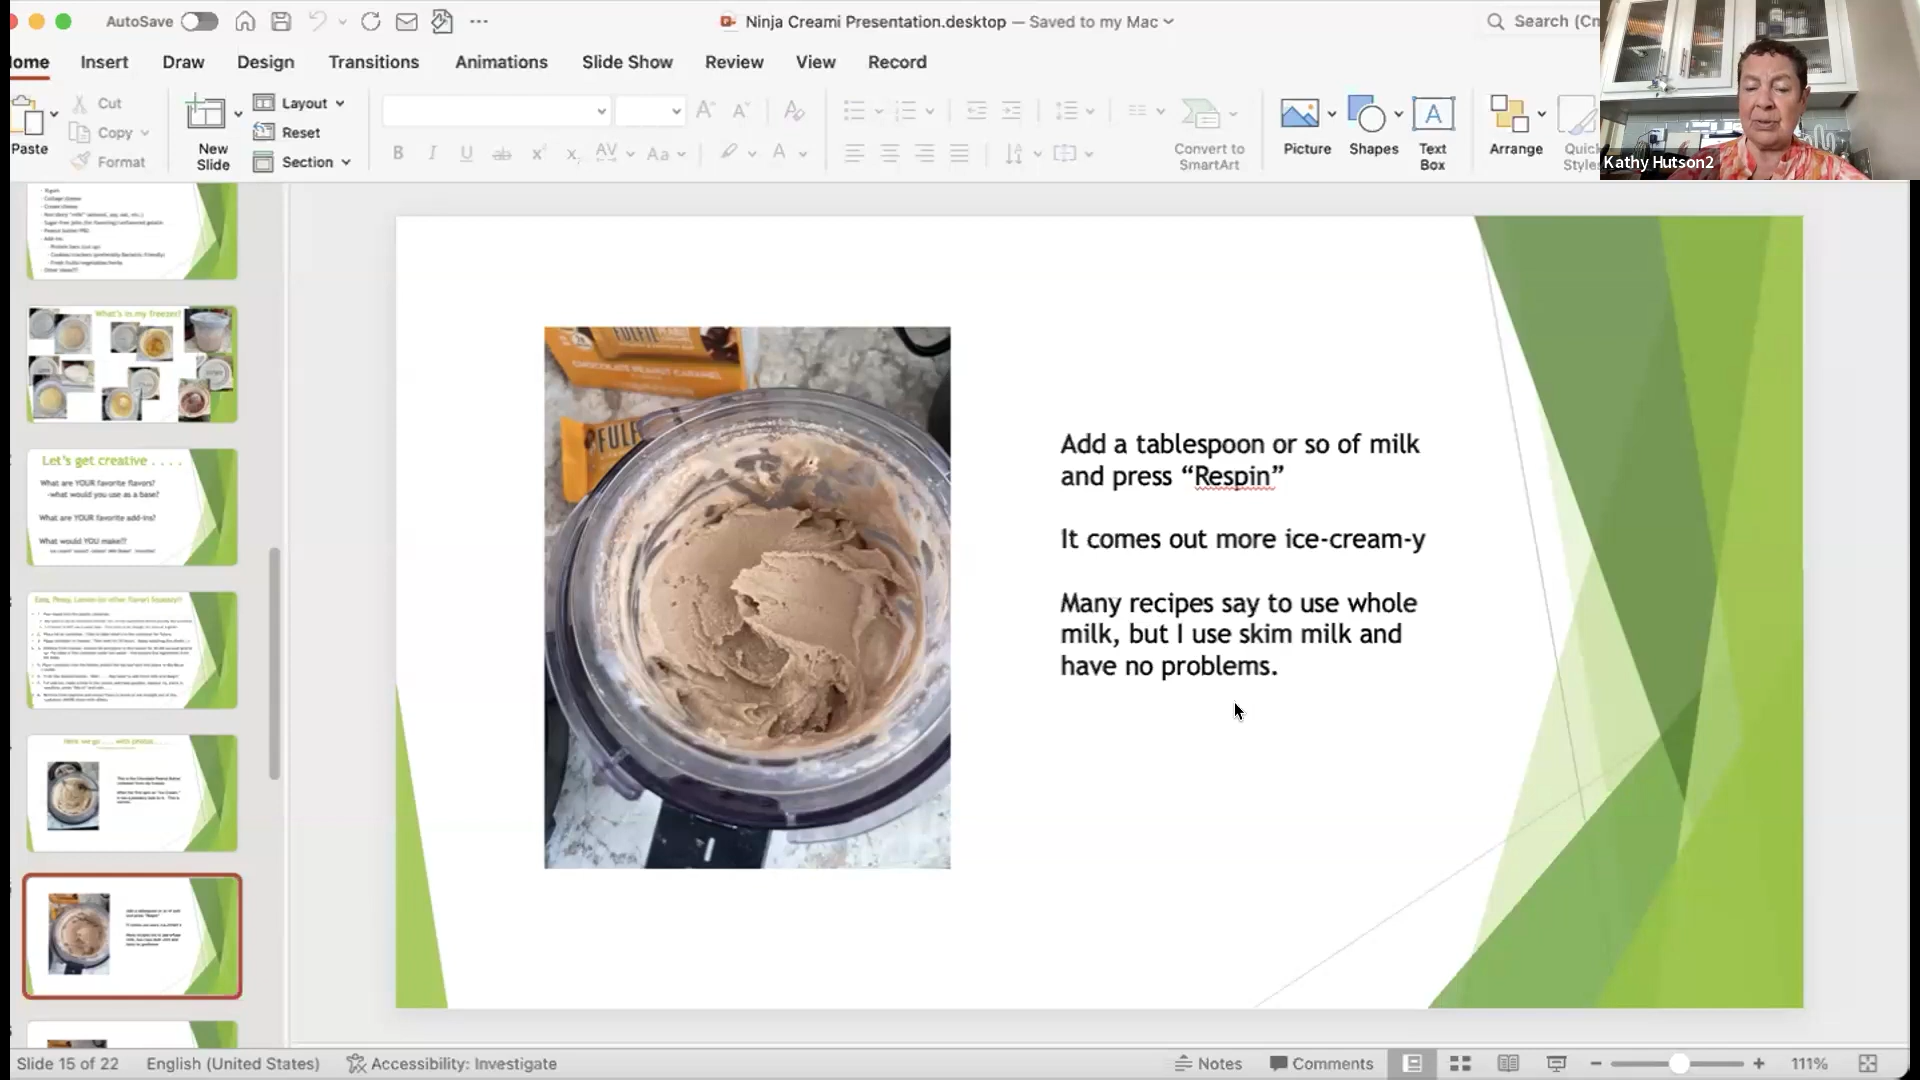 AutoSave
Ninja Creami Presentation.desktop — Saved to my Mac
Search (Cm
Home Insert Draw Design Transitions Animations Slide Show Review View Record
Paste
Cut
Copy
Format
New
Slide
Layout
Reset
Section
Convert to
SmartArt
Picture
Shapes
Text
Box
Arrange
Quick
Styles
Kathy Hutson2
What's in my freezer?
Let's get creative . . . .
What are YOUR favorite flavors?
-what would you use as a base?
What are YOUR favorite add-ins?
What would YOU make??
Here we go . . . . with photos . . . .
FULFIL
CHOCOLATE PEANUT CARAMEL
FULF
Add a tablespoon or so of milk
and press “Respin”
It comes out more ice-cream-y
Many recipes say to use whole
milk, but I use skim milk and
have no problems.
Slide 15 of 22
English (United States)
Accessibility: Investigate
Notes
Comments
111%